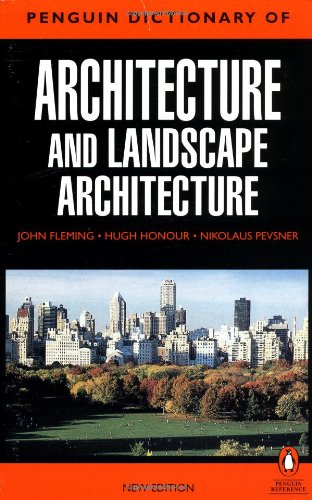 PENGUIN DICTIONARY OF
ARCHITECTURE
AND LANDSCAPE
ARCHITECTURE
JOHN FLEMING • HUGH HONOUR • NIKOLAUS PEVSNER
NEW EDITION
PENGUIN
REFERENCE